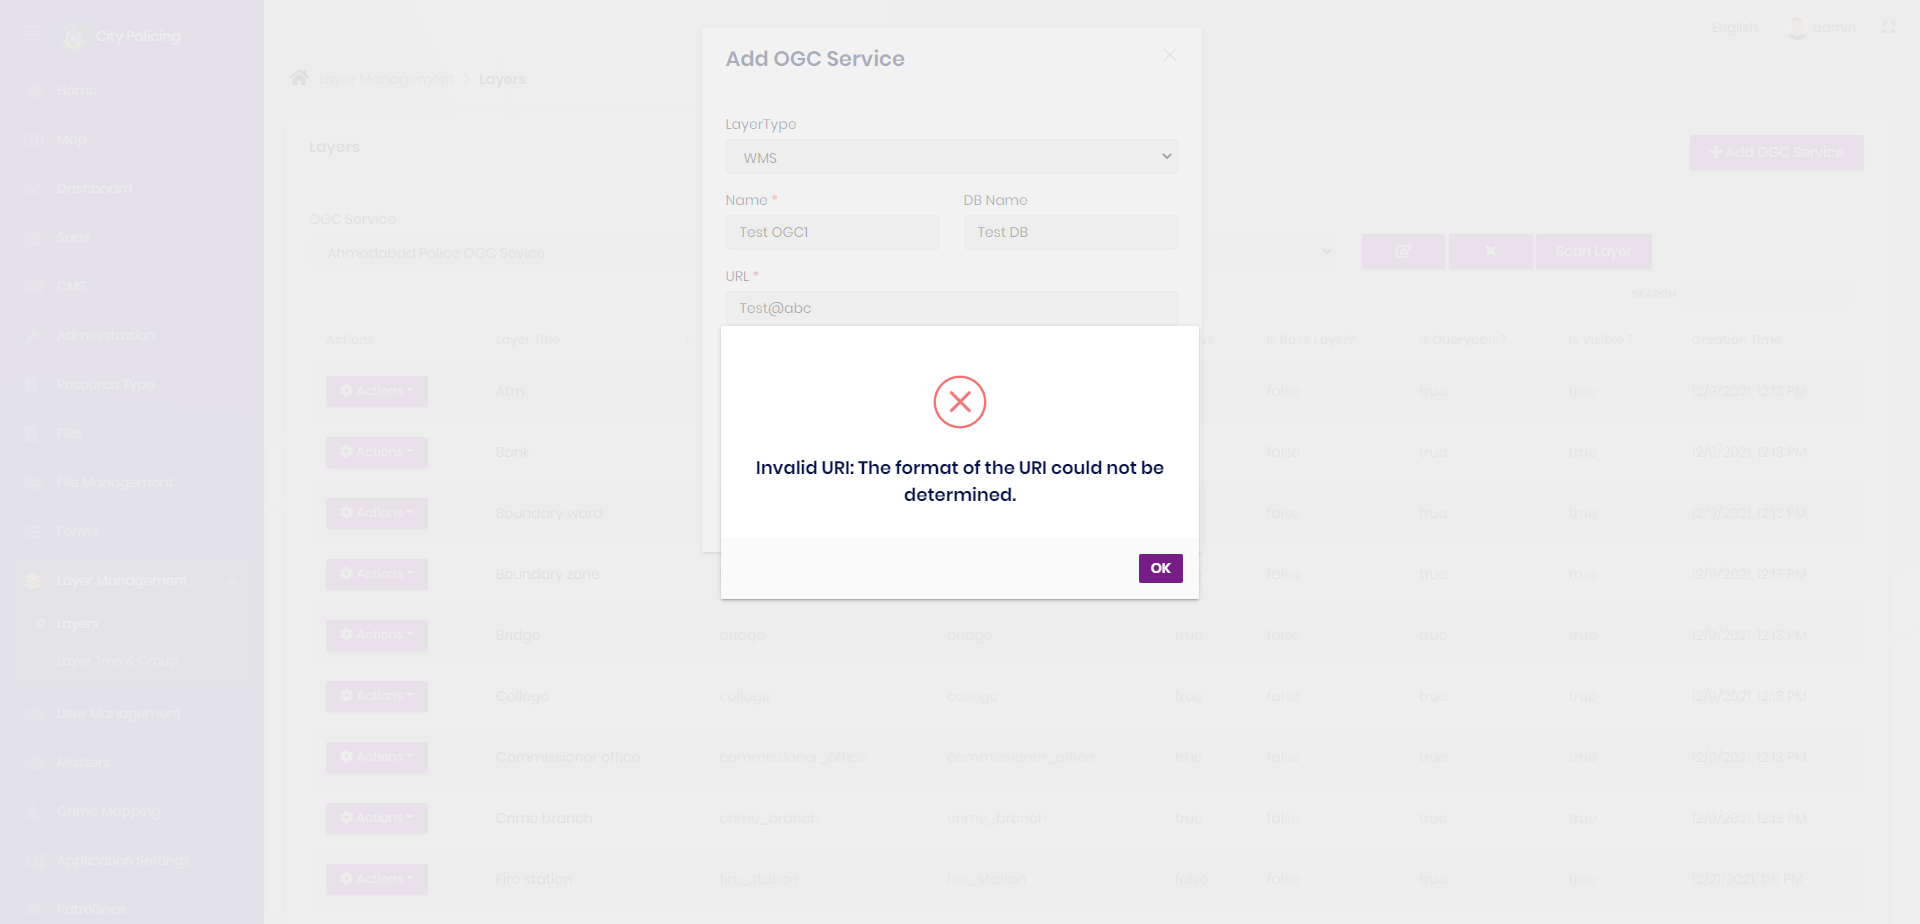 City Policing
English
admin
Home
Map
Dashboard
CMS
Administration
Resource Type
FIRs
File Management
Forms
Layer Management
Layers
Layer Tree & Group
User Management
Masters
Crime Mapping
Application Settings
Patrollings
Layer Management > Layers
Layers
Add OGC Service
OGC Service
Ahmedabad Police OGC Sevice
Scan Layer
SEARCH
Actions Layer Title Is Base Layer? Is Queryable? Is Visible ? Creation Time
Actions Atm false true true 12/9/2021, 12:13 PM
Actions Bank false true true 12/9/2021, 12:13 PM
Actions Boundary ward false true true 12/9/2021, 12:13 PM
Actions Boundary zone false true true 12/9/2021, 12:13 PM
Actions Bridge bridge bridge true false true true 12/9/2021, 12:13 PM
Actions College college college true false true true 12/9/2021, 12:13 PM
Actions Commissioner office commissioner_office commissioner_office true false true true 12/9/2021, 12:13 PM
Actions Crime branch crime_branch crime_branch true false true true 12/9/2021, 12:13 PM
Actions Fire station fire_station fire_station false false true true
Add OGC Service
LayerType
WMS
Name * DB Name
Test OGC1 Test DB
URL *
Test@abc
Invalid URI: The format of the URI could not be
determined.
OK